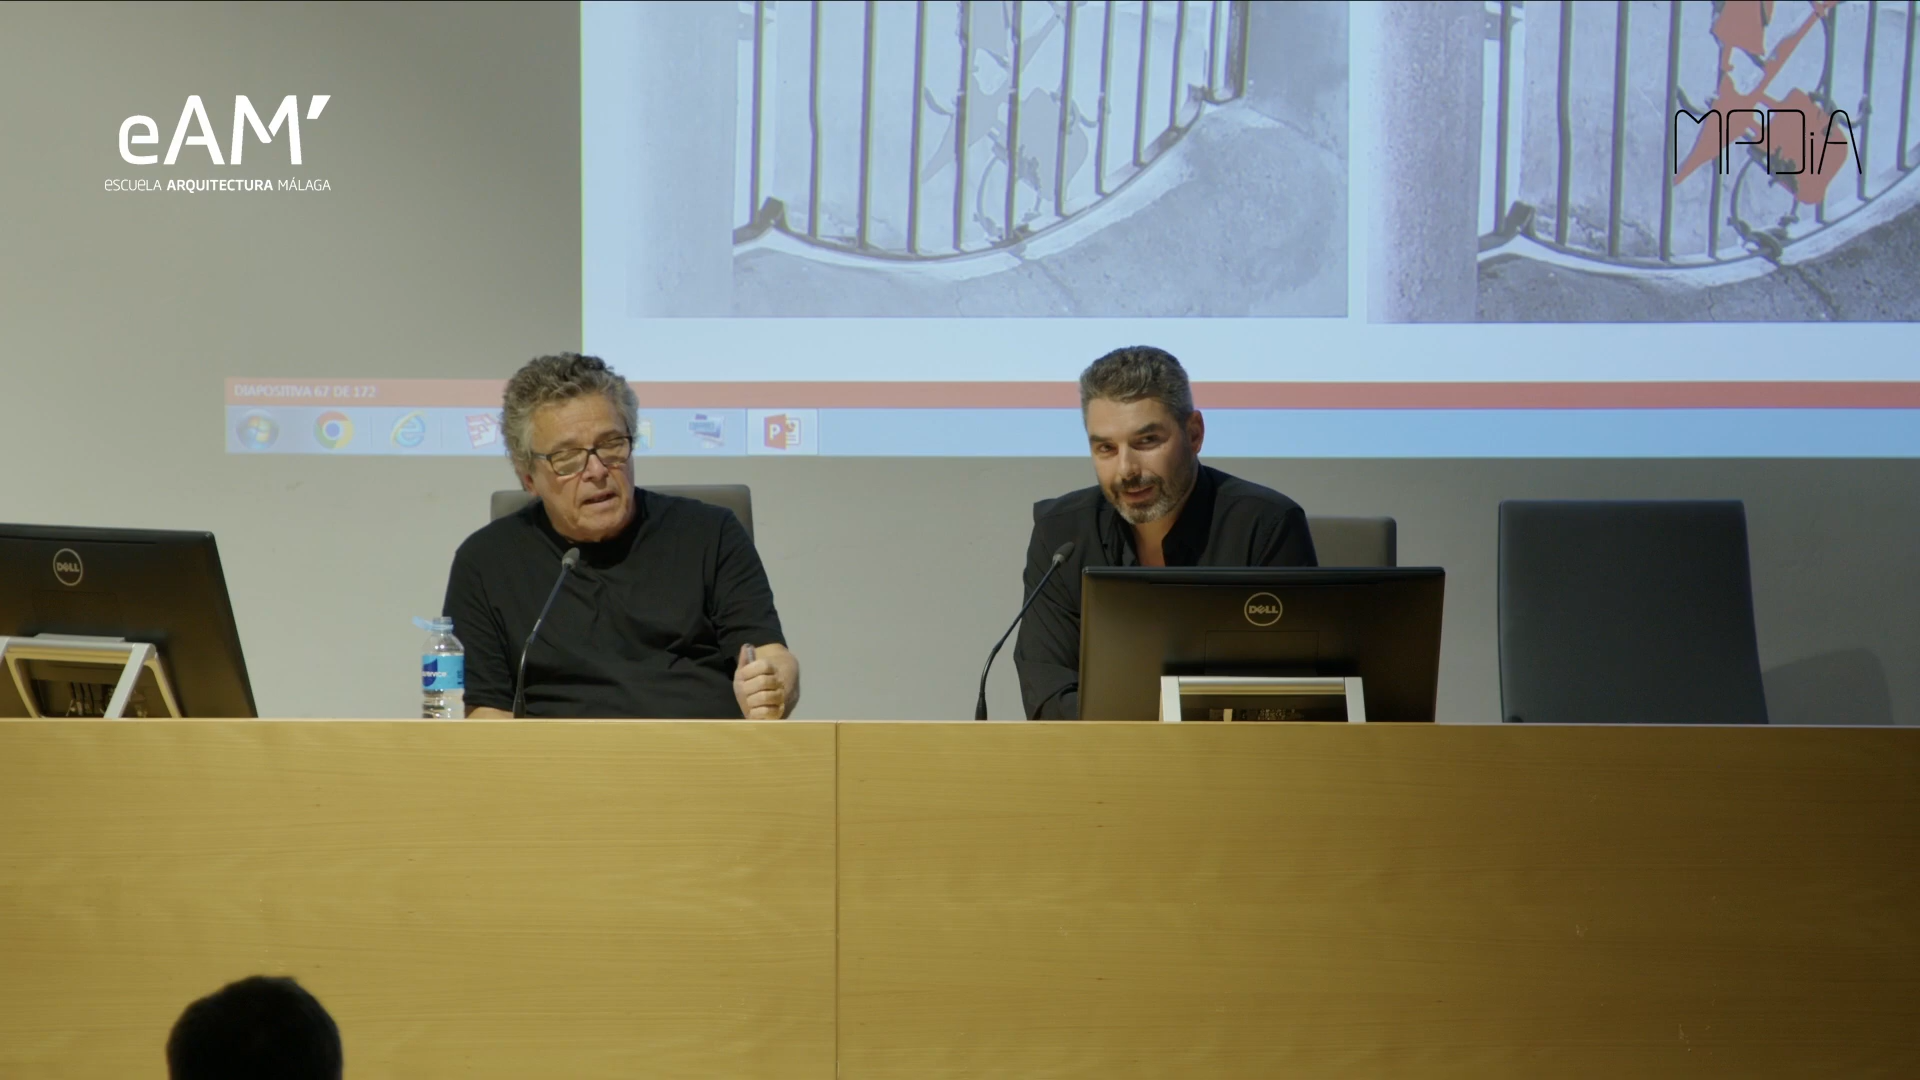 eAM'
ESCUELA ARQUITECTURA MÁLAGA
MPDiA
DIAPOSITIVA 67 DE 172
DELL
DELL